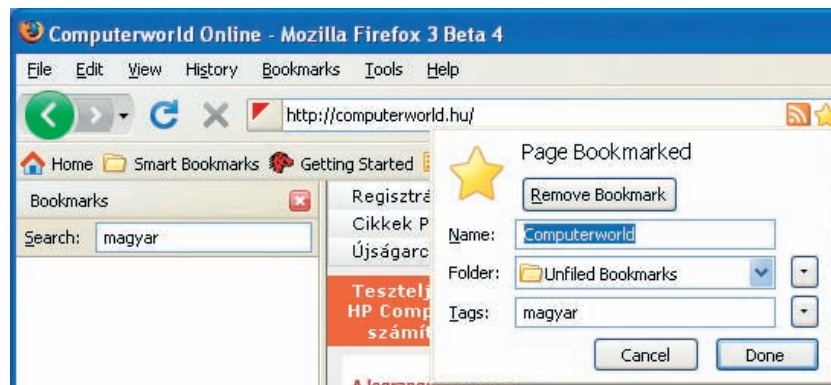 Computerworld Online - Mozilla Firefox 3 Beta 4
File Edit View History Bookmarks Tools Help
http://computerworld.hu/
Home Smart Bookmarks Getting Started
Bookmarks
Search: magyar
Regisztrá
Cikkek P
Újságarc
Tesztelj
HP Comp
számít
Page Bookmarked
Remove Bookmark
Name: Computerworld
Folder: Unfiled Bookmarks
Tags: magyar
Cancel Done